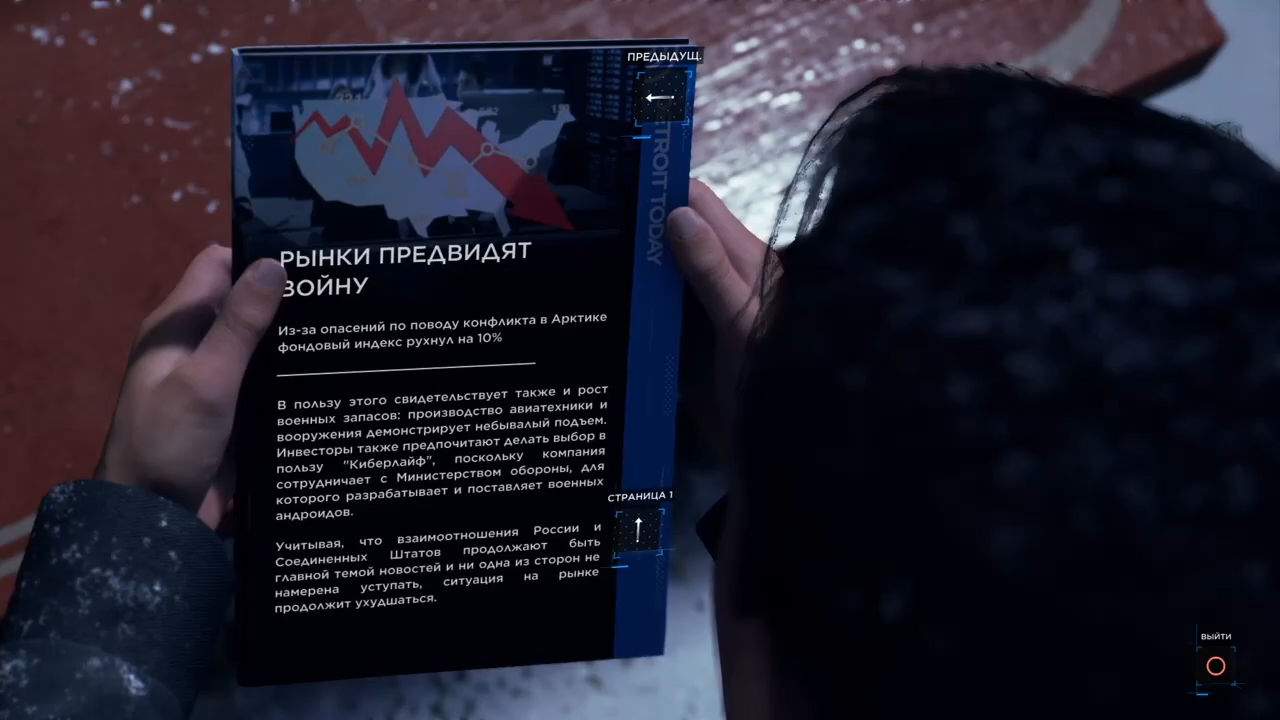 ПРЕДЫДУЩ.
TROIT TODAY
РЫНКИ ПРЕДВИДЯТ
ВОЙНУ
Из-за опасений по поводу конфликта в Арктике
фондовый индекс рухнул на 10%
В пользу этого свидетельствует также и рост
военных запасов: производство авиатехники и
вооружения демонстрирует небывалый подъем.
Инвесторы также предпочитают делать выбор в
пользу "Киберлайф", поскольку компания
сотрудничает с Министерством обороны, для
которого разрабатывает и поставляет военных
андроидов.
Учитывая, что взаимоотношения России и
Соединенных Штатов продолжают быть
главной темой новостей и ни одна из сторон не
намерена уступать, ситуация на рынке
продолжит ухудшаться.
СТРАНИЦА 1
ВЫЙТИ